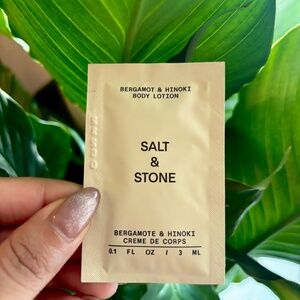 BERGAMOT & HINOKI
BODY LOTION
SALT
&
STONE
BERGAMOTE & HINOKI
CREME DE CORPS
0.1 FL OZ / 3 ML